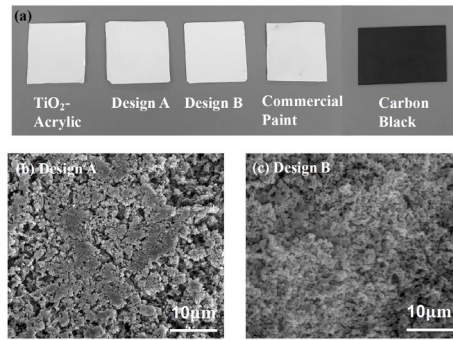 (a)
TiO₂-
Acrylic
Design A
Design B
Commercial
Paint
Carbon
Black
(b) Design A
10μm
(c) Design B
10μm